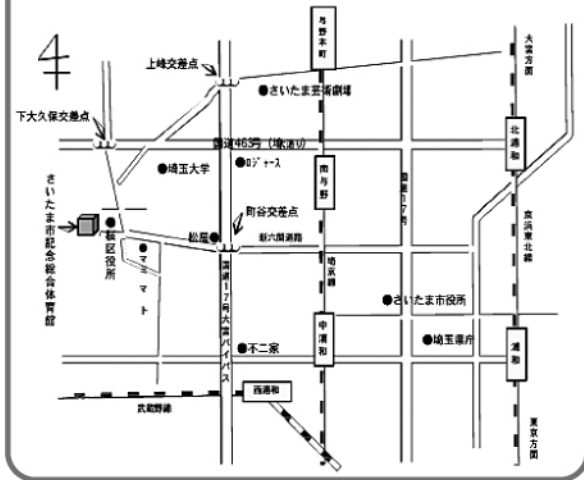 与野本町
大宮方面
上峰交差点
●さいたま芸術劇場
下大久保交差点
国道463号（埼大通り）
北浦和
●埼玉大学
●ロヂャース
南与野
国道17号
さいたま市記念総合体育館
町谷交差点
●桜区役所
松屋●
新六間道路
京浜東北線
●マミマート
国道17号大宮バイパス
埼京線
●さいたま市役所
中浦和
●埼玉県庁
浦和
●不二家
西浦和
武蔵野線
東京方面